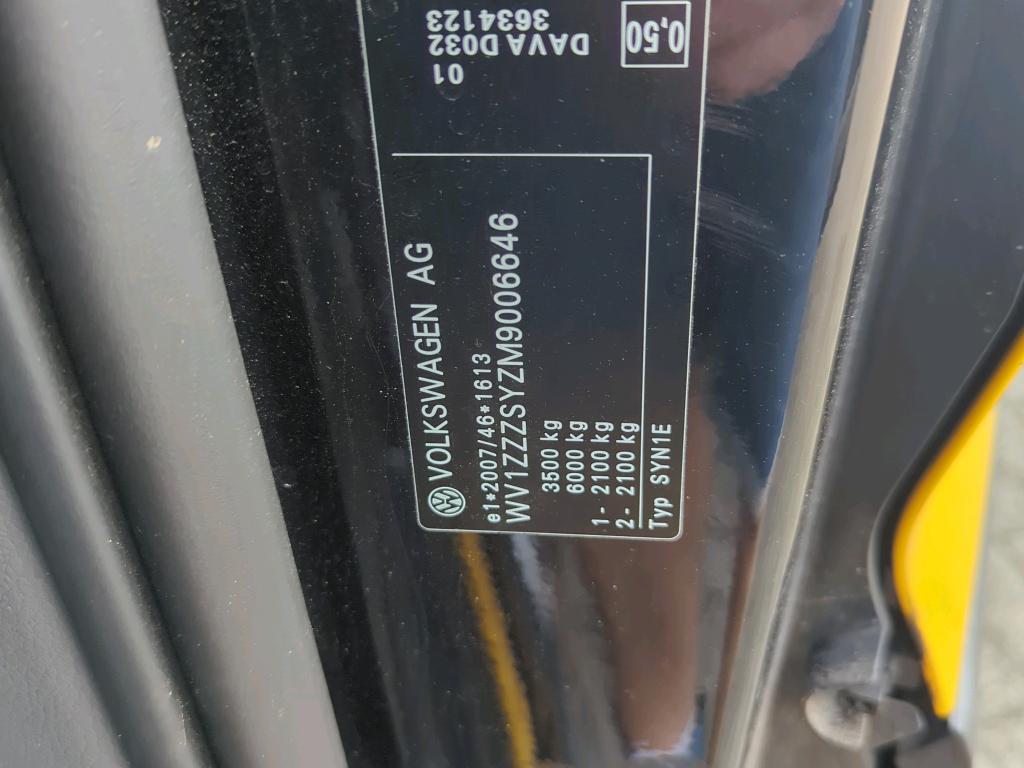 VOLKSWAGEN AG
e1*2007/46*1613
WV1ZZZSYZM9006646
3500 kg
6000 kg
1- 2100 kg
2- 2100 kg
Typ SYN1E
0,50
DAVA D032
3634123
01